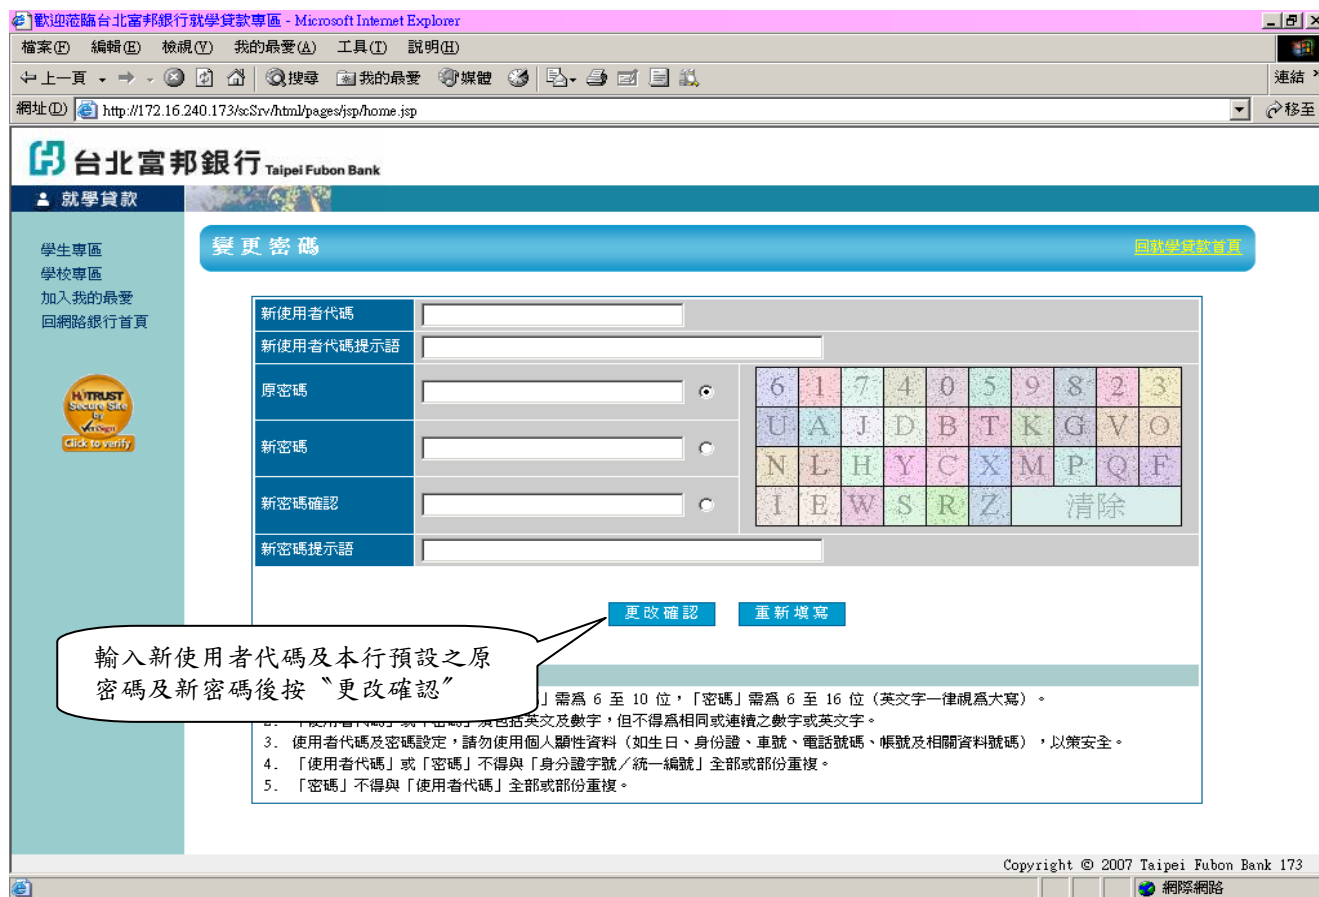 歡迎蒞臨台北富邦銀行就學貸款專區 - Microsoft Internet Explorer
檔案(F) 編輯(E) 檢視(V) 我的最愛(A) 工具(T) 說明(H)
上一頁 搜尋 我的最愛 媒體 連結
網址(D) http://172.16.240.173/scSrv/html/pages/jsp/home.jsp 移至
台北富邦銀行 Taipei Fubon Bank
就學貸款
學生專區
學校專區
加入我的最愛
回網路銀行首頁
HiTRUST
Secure Site
by
VeriSign
Click to verify
變更密碼 回就學貸款首頁
新使用者代碼
新使用者代碼提示語
原密碼
新密碼
新密碼確認
新密碼提示語
6 1 7 4 0 5 9 8 2 3
U A J D B T K G V O
N L H Y C X M P Q F
I E W S R Z 清除
更改確認 重新填寫
輸入新使用者代碼及本行預設之原
密碼及新密碼後按〝更改確認〞
」需為 6 至 10 位，「密碼」需為 6 至 16 位（英文字一律視為大寫）。
2. 「使用者代碼」或「密碼」須包括英文及數字，但不得為相同或連續之數字或英文字。
3. 使用者代碼及密碼設定，請勿使用個人顯性資料（如生日、身份證、車號、電話號碼、帳號及相關資料號碼），以策安全。
4. 「使用者代碼」或「密碼」不得與「身分證字號／統一編號」全部或部份重複。
5. 「密碼」不得與「使用者代碼」全部或部份重複。
Copyright © 2007 Taipei Fubon Bank 173
網際網路